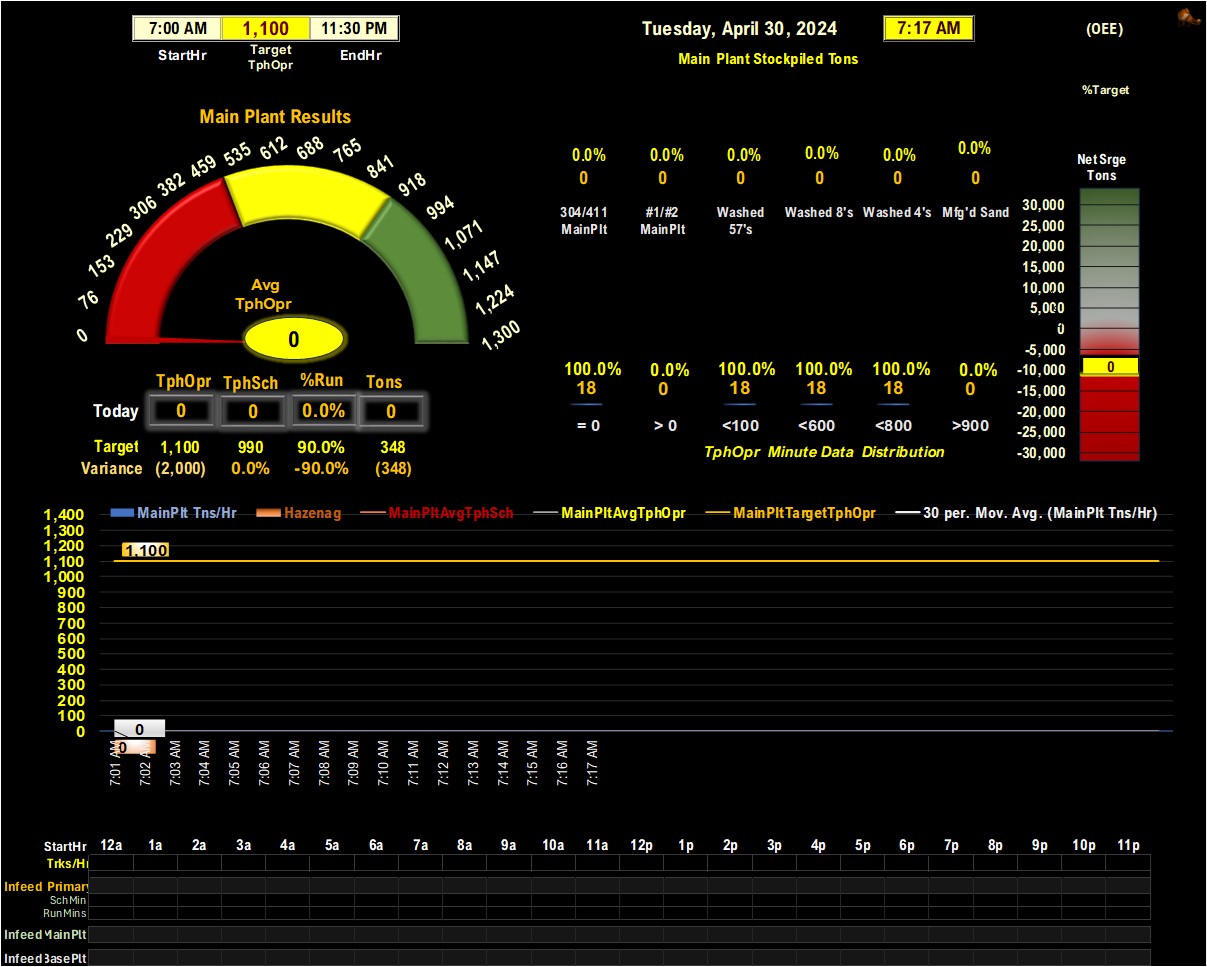 7:00 AM 1,100 11:30 PM Tuesday, April 30, 2024 7:17 AM (OEE)
StartHr Target TphOpr EndHr
Main Plant Stockpiled Tons
%Target
Main Plant Results
0 76 153 229 306 382 459 535 612 688 765 841 918 994 1,071 1,147 1,224 1,300
Avg
TphOpr
0
0.0% 0.0% 0.0% 0.0% 0.0% 0.0%
0 0 0 0 0 0
304/411 MainPlt #1/#2 MainPlt Washed 57's Washed 8's Washed 4's Mfg'd Sand
Net Srge
Tons
30,000
25,000
20,000
15,000
10,000
5,000
0
-5,000
-10,000
-15,000
-20,000
-25,000
-30,000
0
100.0% 0.0% 100.0% 100.0% 100.0% 0.0%
18 0 18 18 18 0
= 0 > 0 <100 <600 <800 >900
TphOpr Minute Data Distribution
TphOpr TphSch %Run Tons
Today 0 0 0.0% 0
Target 1,100 990 90.0% 348
Variance (2,000) 0.0% -90.0% (348)
MainPlt Tns/Hr Hazenag MainPltAvgTphSch MainPltAvgTphOpr MainPltTargetTphOpr 30 per. Mov. Avg. (MainPlt Tns/Hr)
1,400
1,300
1,200
1,100
1,000
900
800
700
600
500
400
300
200
100
0
1,100
0
0
7:01 AM 7:02 AM 7:03 AM 7:04 AM 7:05 AM 7:06 AM 7:07 AM 7:08 AM 7:09 AM 7:10 AM 7:11 AM 7:12 AM 7:13 AM 7:14 AM 7:15 AM 7:16 AM 7:17 AM
StartHr 12a 1a 2a 3a 4a 5a 6a 7a 8a 9a 10a 11a 12p 1p 2p 3p 4p 5p 6p 7p 8p 9p 10p 11p
Trks/Hr
Infeed Primary
SchMin
RunMins
Infeed MainPlt
Infeed BasePlt